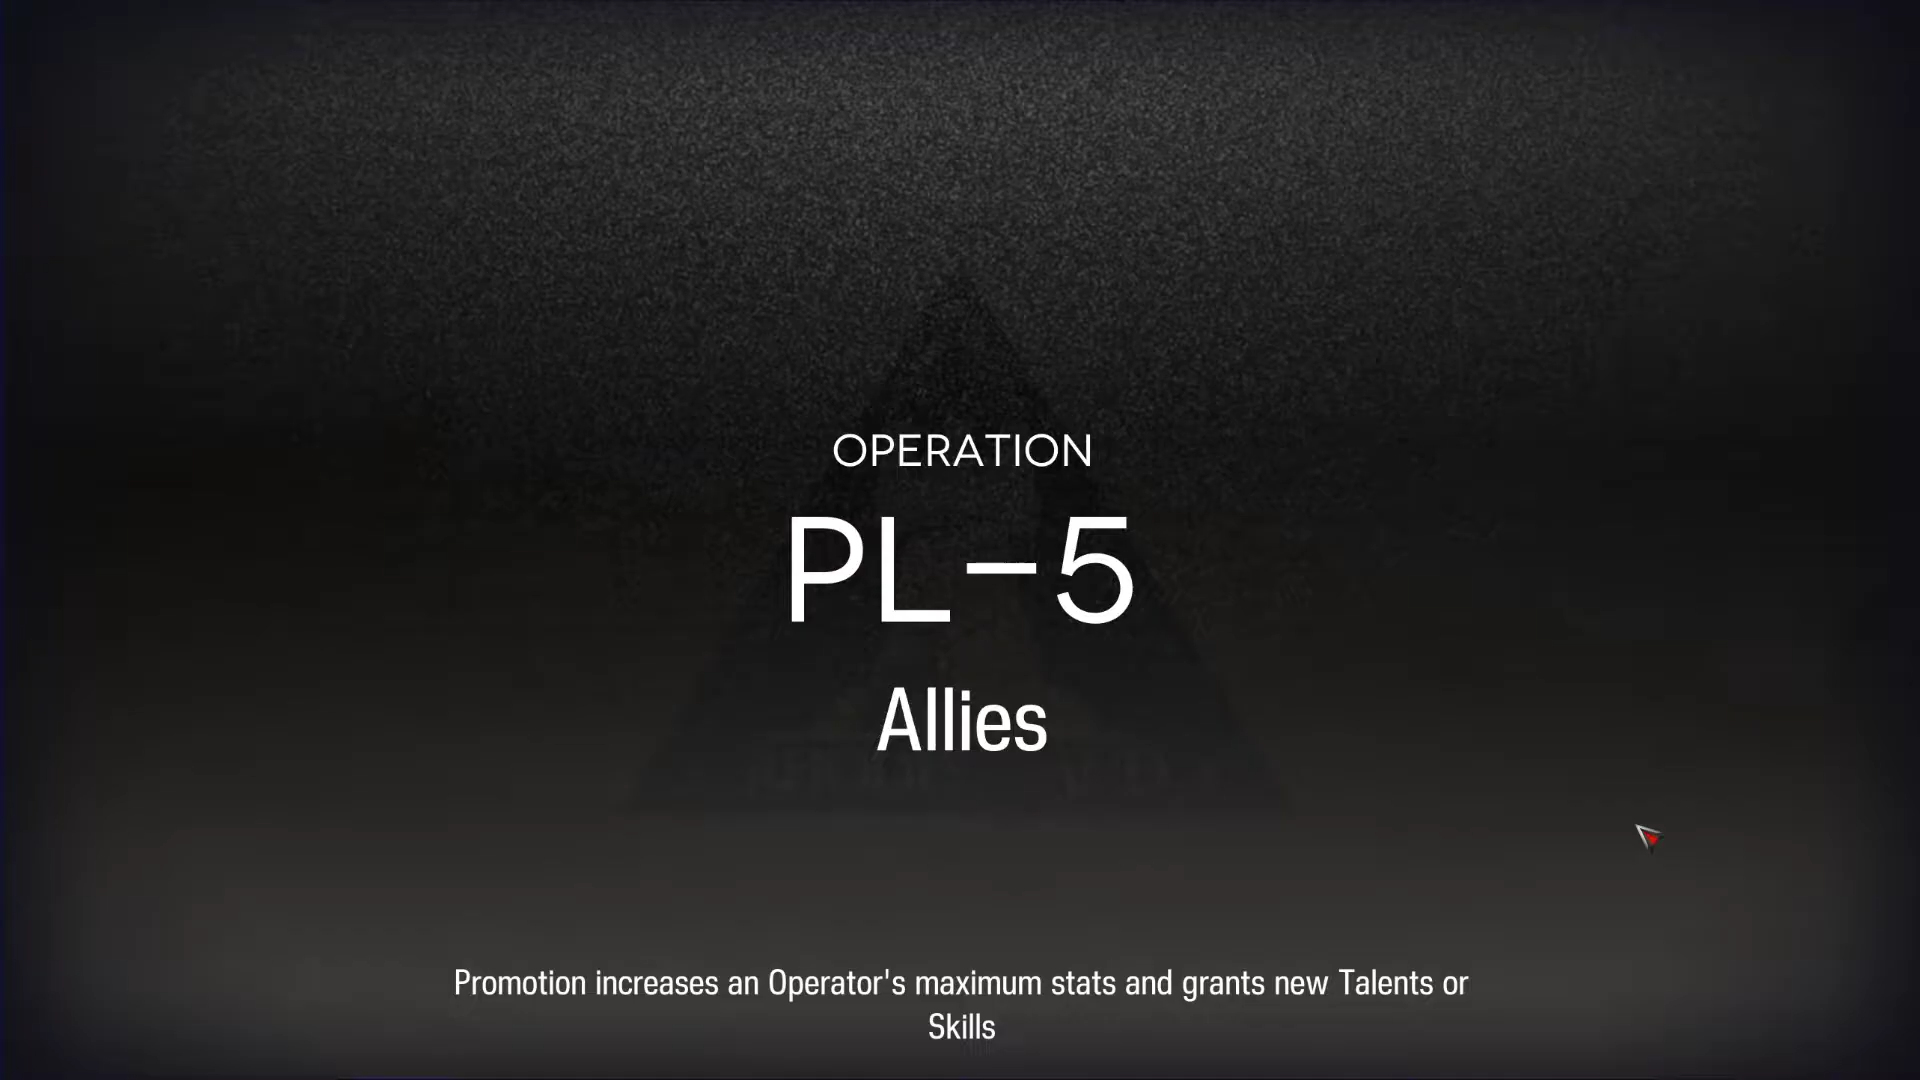 OPERATION
PL-5
Allies
Promotion increases an Operator's maximum stats and grants new Talents or
Skills